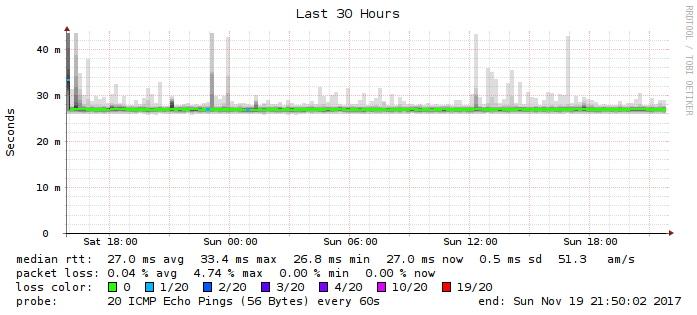 Last 30 Hours
RRDTOOL / TOBI OETIKER
Seconds
40 m
30 m
20 m
10 m
0
Sat 18:00 Sun 00:00 Sun 06:00 Sun 12:00 Sun 18:00
median rtt: 27.0 ms avg 33.4 ms max 26.8 ms min 27.0 ms now 0.5 ms sd 51.3 am/s
packet loss: 0.04 % avg 4.74 % max 0.00 % min 0.00 % now
loss color: 0 1/20 2/20 3/20 4/20 10/20 19/20
probe: 20 ICMP Echo Pings (56 Bytes) every 60s end: Sun Nov 19 21:50:02 2017